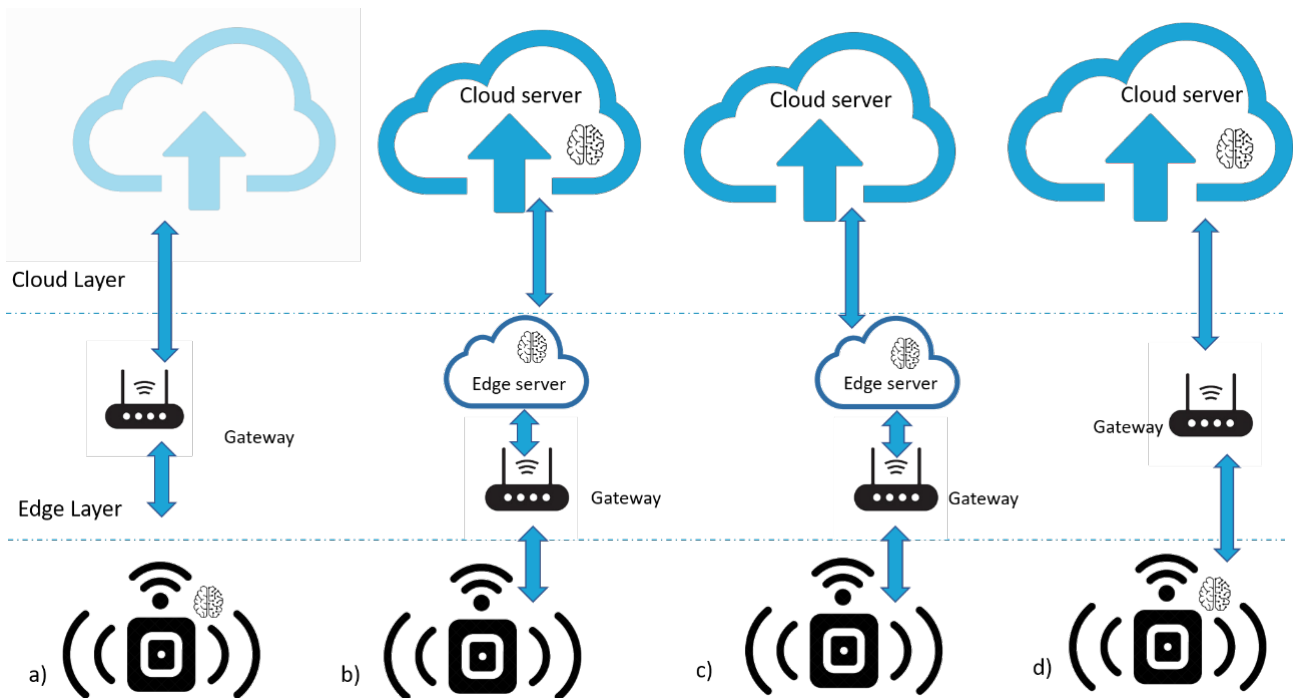 Cloud server
Cloud server
Cloud server
Cloud Layer
Edge server
Edge server
Gateway
Gateway
Gateway
Gateway
Edge Layer
a)
b)
c)
d)